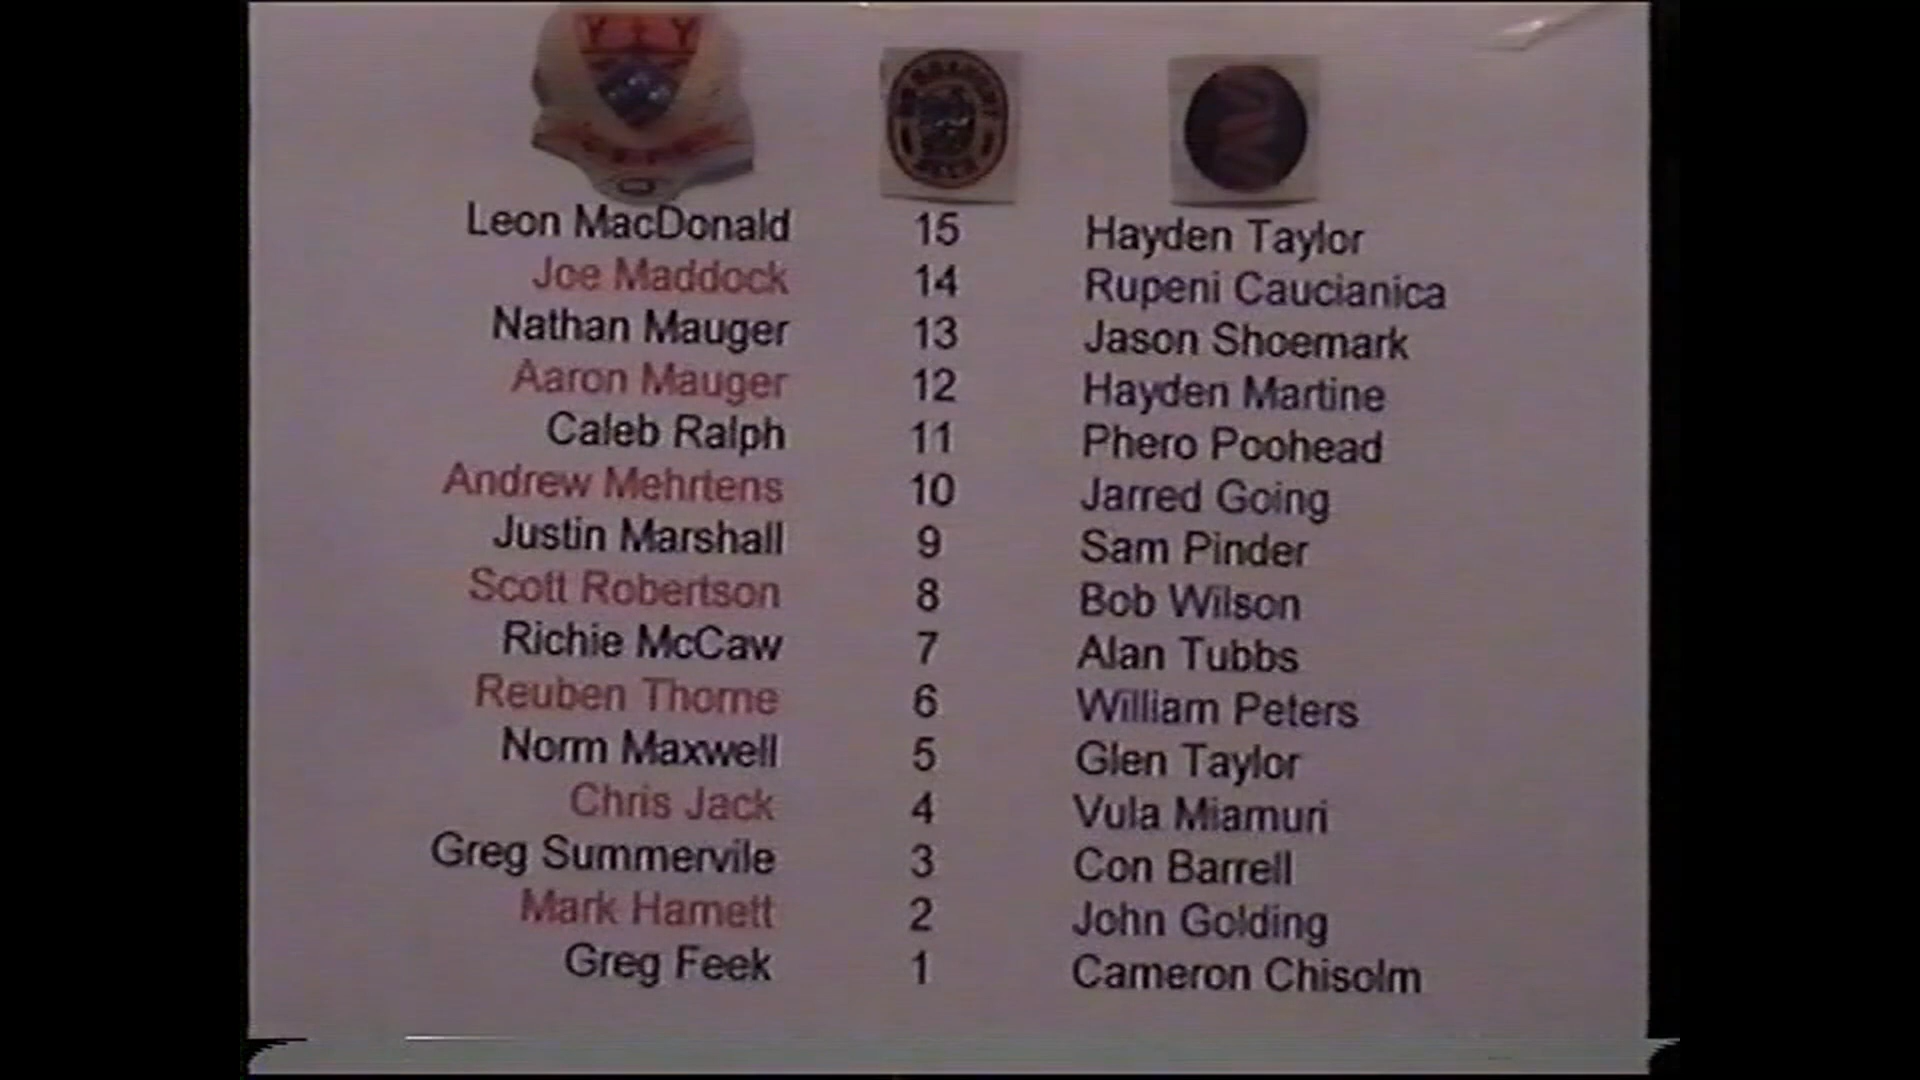 Y Y
Leon MacDonald 15 Hayden Taylor
Joe Maddock 14 Rupeni Caucianica
Nathan Mauger 13 Jason Shoemark
Aaron Mauger 12 Hayden Martine
Caleb Ralph 11 Phero Poohead
Andrew Mehrtens 10 Jarred Going
Justin Marshall 9 Sam Pinder
Scott Robertson 8 Bob Wilson
Richie McCaw 7 Alan Tubbs
Reuben Thorne 6 William Peters
Norm Maxwell 5 Glen Taylor
Chris Jack 4 Vula Miamuri
Greg Summervile 3 Con Barrell
Mark Hamett 2 John Golding
Greg Feek 1 Cameron Chisolm